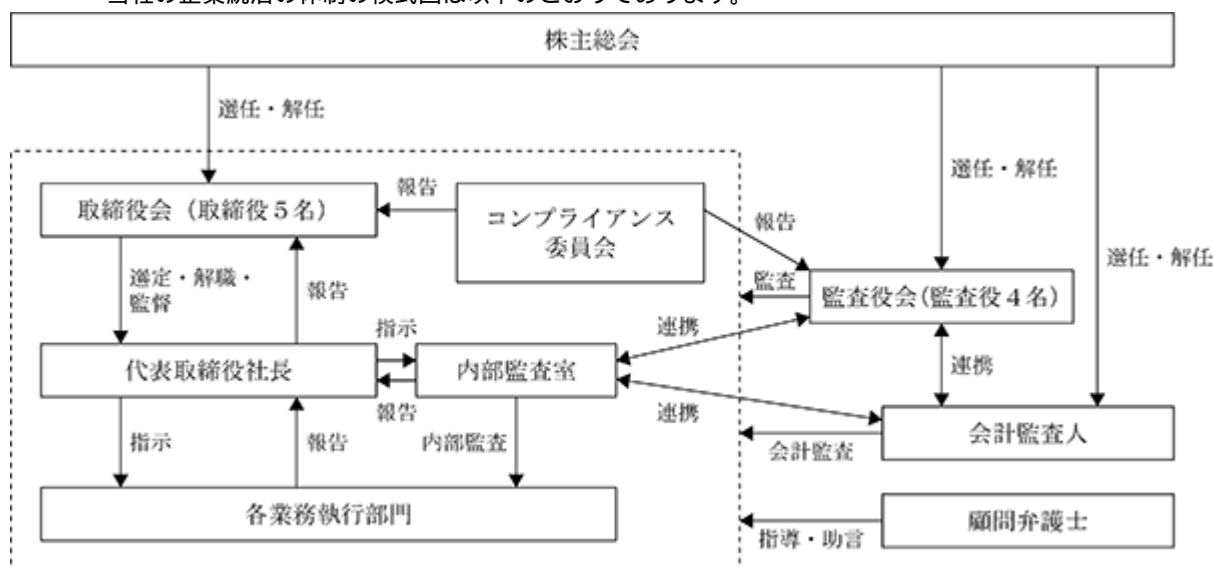 当社の企業統治の体制の模式図は以下のとおりであります。
株主総会
選任・解任
選任・解任
選任・解任
取締役会（取締役５名）
報告
コンプライアンス
委員会
報告
監査
監査役会（監査役４名）
選定・解職・
監督
報告
指示
連携
連携
代表取締役社長
内部監査室
報告
連携
会計監査人
指示
報告
内部監査
会計監査
各業務執行部門
顧問弁護士
指導・助言